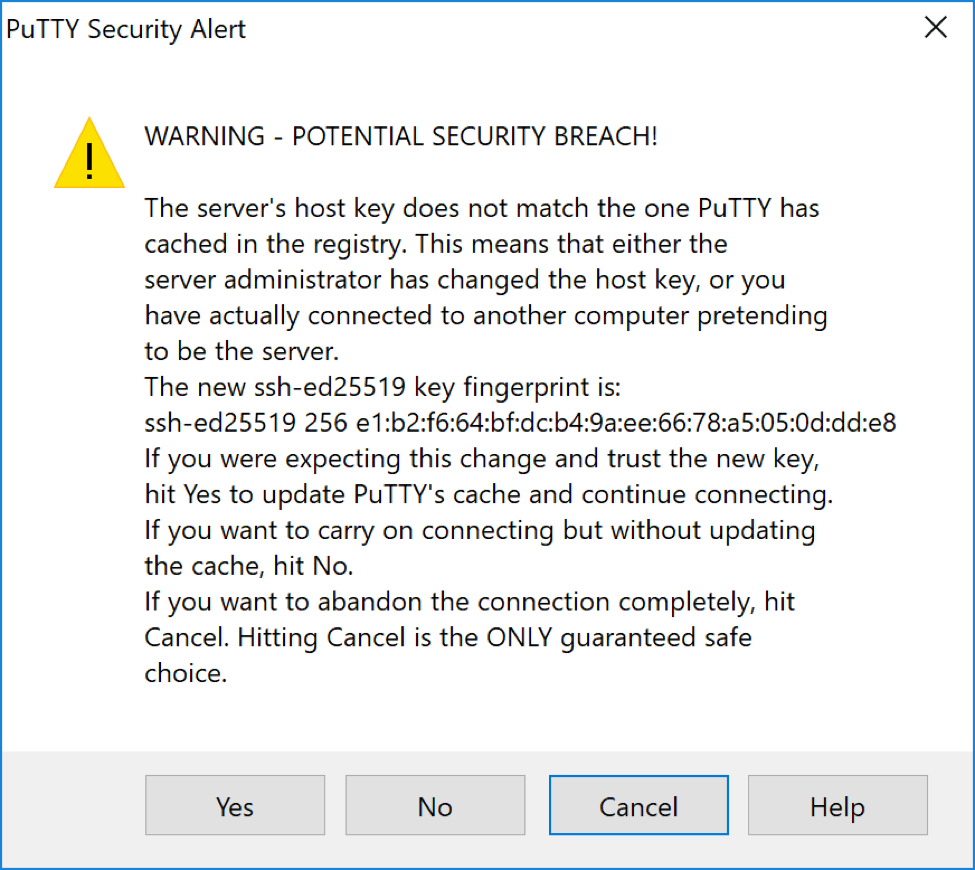 PuTTY Security Alert
WARNING - POTENTIAL SECURITY BREACH!
The server's host key does not match the one PuTTY has
cached in the registry. This means that either the
server administrator has changed the host key, or you
have actually connected to another computer pretending
to be the server.
The new ssh-ed25519 key fingerprint is:
ssh-ed25519 256 e1:b2:f6:64:bf:dc:b4:9a:ee:66:78:a5:05:0d:dd:e8
If you were expecting this change and trust the new key,
hit Yes to update PuTTY's cache and continue connecting.
If you want to carry on connecting but without updating
the cache, hit No.
If you want to abandon the connection completely, hit
Cancel. Hitting Cancel is the ONLY guaranteed safe
choice.
Yes No Cancel Help